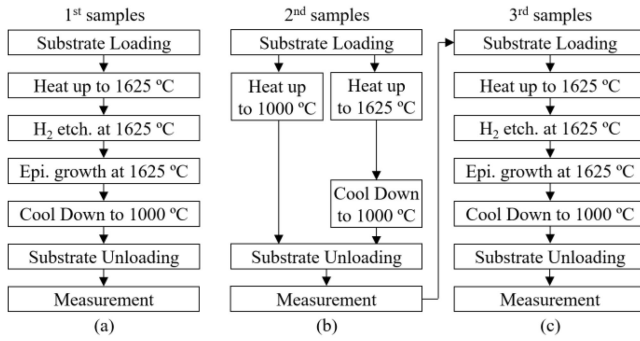 1st samples
Substrate Loading
Heat up to 1625 ºC
H2 etch. at 1625 ºC
Epi. growth at 1625 ºC
Cool Down to 1000 ºC
Substrate Unloading
Measurement
(a)
2nd samples
Substrate Loading
Heat up
to 1000 ºC
Heat up
to 1625 ºC
Cool Down
to 1000 ºC
Substrate Unloading
Measurement
(b)
3rd samples
Substrate Loading
Heat up to 1625 ºC
H2 etch. at 1625 ºC
Epi. growth at 1625 ºC
Cool Down to 1000 ºC
Substrate Unloading
Measurement
(c)